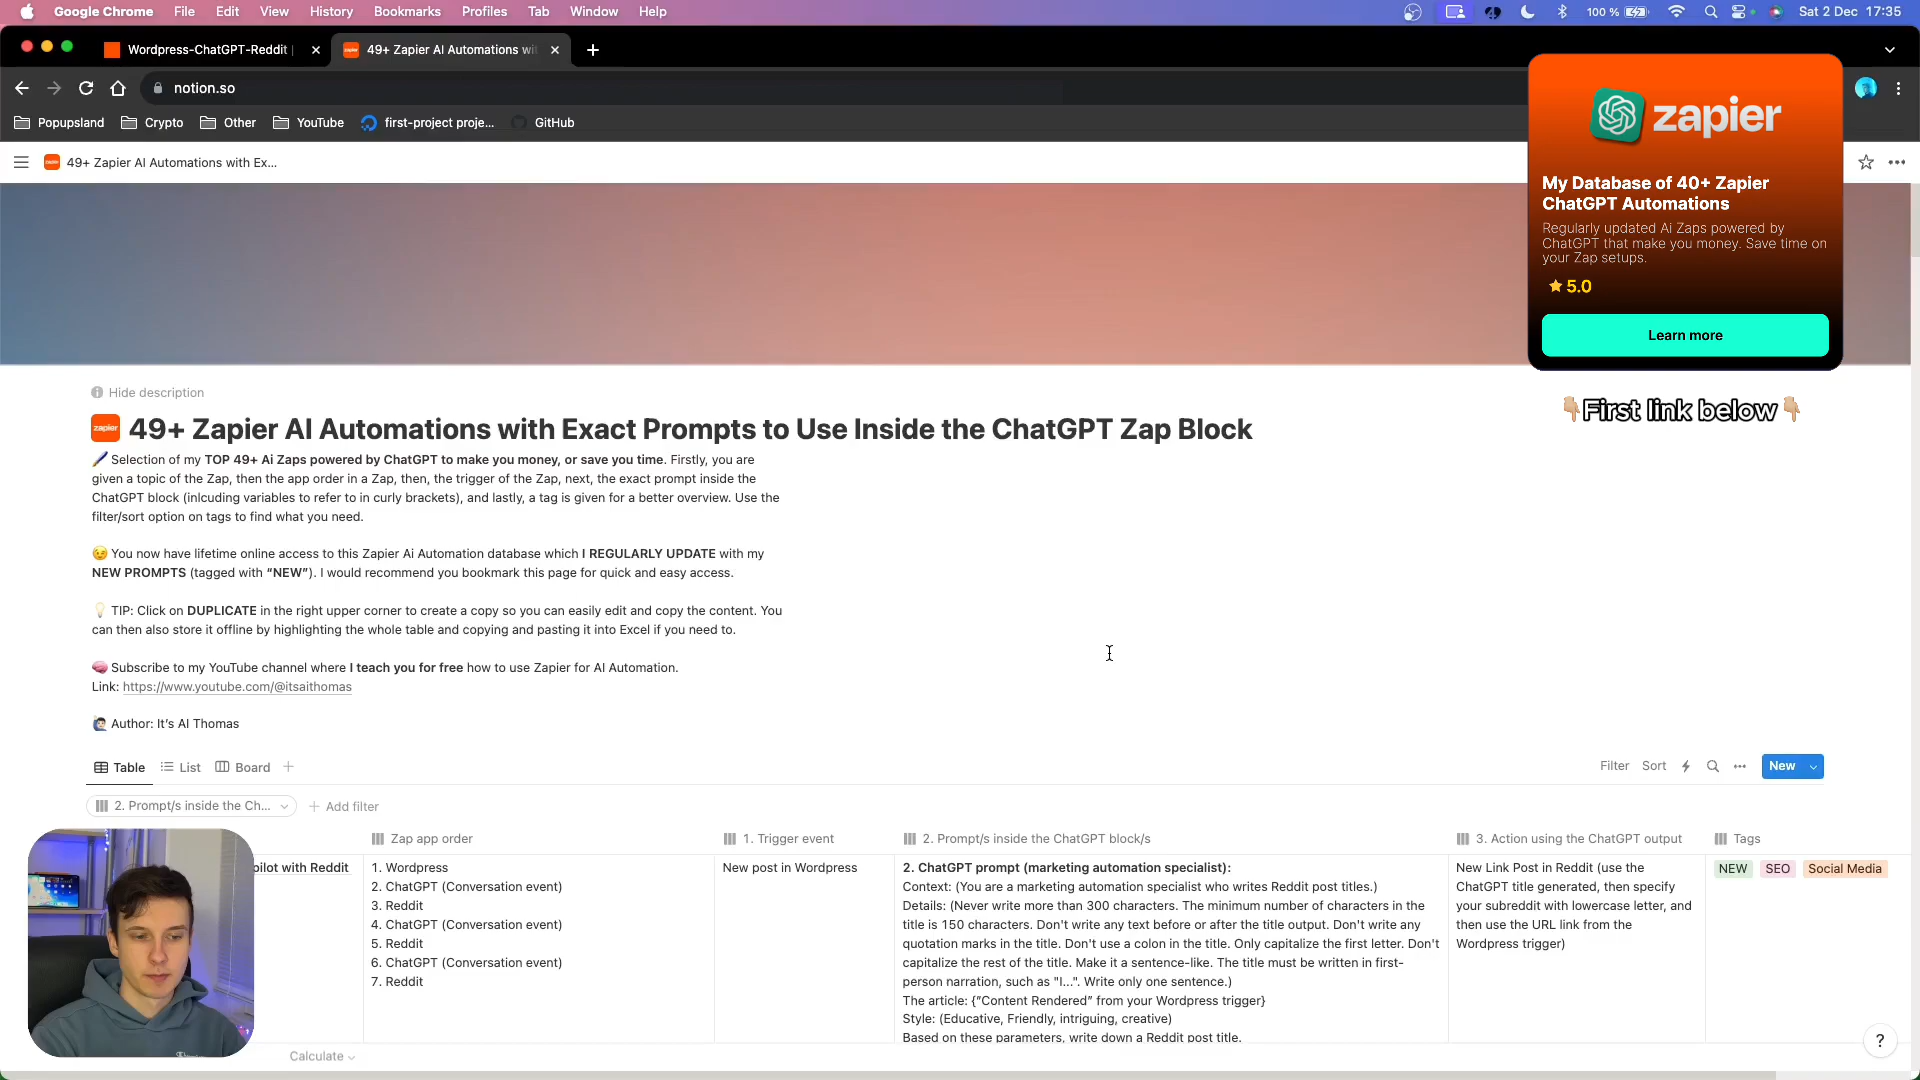 Google Chrome File Edit View History Bookmarks Profiles Tab Window Help
100 % Sat 2 Dec 17:35
Wordpress-ChatGPT-Reddit
49+ Zapier AI Automations wit
notion.so
Popupsland Crypto Other YouTube first-project proje... GitHub
49+ Zapier AI Automations with Ex...
zapier
My Database of 40+ Zapier
ChatGPT Automations
Regularly updated Ai Zaps powered by
ChatGPT that make you money. Save time on
your Zap setups.
5.0
Learn more
First link below
Hide description
zapier
49+ Zapier AI Automations with Exact Prompts to Use Inside the ChatGPT Zap Block
Selection of my TOP 49+ Ai Zaps powered by ChatGPT to make you money, or save you time. Firstly, you are
given a topic of the Zap, then the app order in a Zap, then, the trigger of the Zap, next, the exact prompt inside the
ChatGPT block (inlcuding variables to refer to in curly brackets), and lastly, a tag is given for a better overview. Use the
filter/sort option on tags to find what you need.
You now have lifetime online access to this Zapier Ai Automation database which I REGULARLY UPDATE with my
NEW PROMPTS (tagged with “NEW”). I would recommend you bookmark this page for quick and easy access.
TIP: Click on DUPLICATE in the right upper corner to create a copy so you can easily edit and copy the content. You
can then also store it offline by highlighting the whole table and copying and pasting it into Excel if you need to.
Subscribe to my YouTube channel where I teach you for free how to use Zapier for AI Automation.
Link: https://www.youtube.com/@itsaithomas
Author: It’s AI Thomas
Table List Board
Filter Sort New
2. Prompt/s inside the Ch... Add filter
Zap app order
1. Trigger event
2. Prompt/s inside the ChatGPT block/s
3. Action using the ChatGPT output
Tags
pilot with Reddit
1. Wordpress
2. ChatGPT (Conversation event)
3. Reddit
4. ChatGPT (Conversation event)
5. Reddit
6. ChatGPT (Conversation event)
7. Reddit
New post in Wordpress
2. ChatGPT prompt (marketing automation specialist):
Context: (You are a marketing automation specialist who writes Reddit post titles.)
Details: (Never write more than 300 characters. The minimum number of characters in the
title is 150 characters. Don't write any text before or after the title output. Don't write any
quotation marks in the title. Don't use a colon in the title. Only capitalize the first letter. Don't
capitalize the rest of the title. Make it a sentence-like. The title must be written in first-
person narration, such as "I...". Write only one sentence.)
The article: {"Content Rendered" from your Wordpress trigger}
Style: (Educative, Friendly, intriguing, creative)
Based on these parameters, write down a Reddit post title.
New Link Post in Reddit (use the
ChatGPT title generated, then specify
your subreddit with lowercase letter, and
then use the URL link from the
Wordpress trigger)
NEW SEO Social Media
Calculate
?